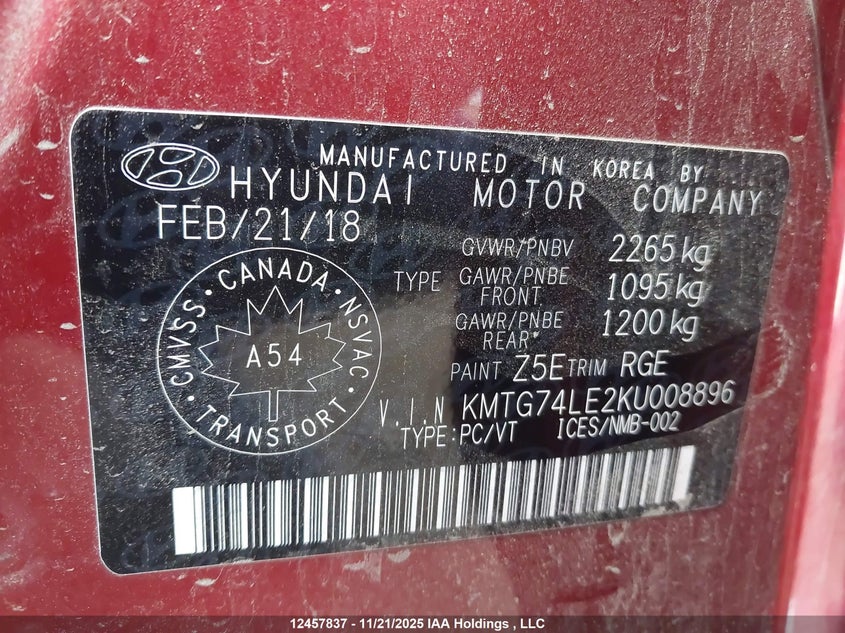 MANUFACTURED IN KOREA BY
HYUNDAI MOTOR COMPANY
FEB/21/18
GVWR/PNBV 2265 kg
TYPE GAWR/PNBE FRONT 1095 kg
GAWR/PNBE REAR 1200 kg
PAINT Z5E TRIM RGE
V.I.N KMTG74LE2KU008896
TYPE:PC/VT ICES/NMB-002
CMVSS · CANADA · NSVAC · TRANSPORT ·
A54
12457837 - 11/21/2025 IAA Holdings , LLC